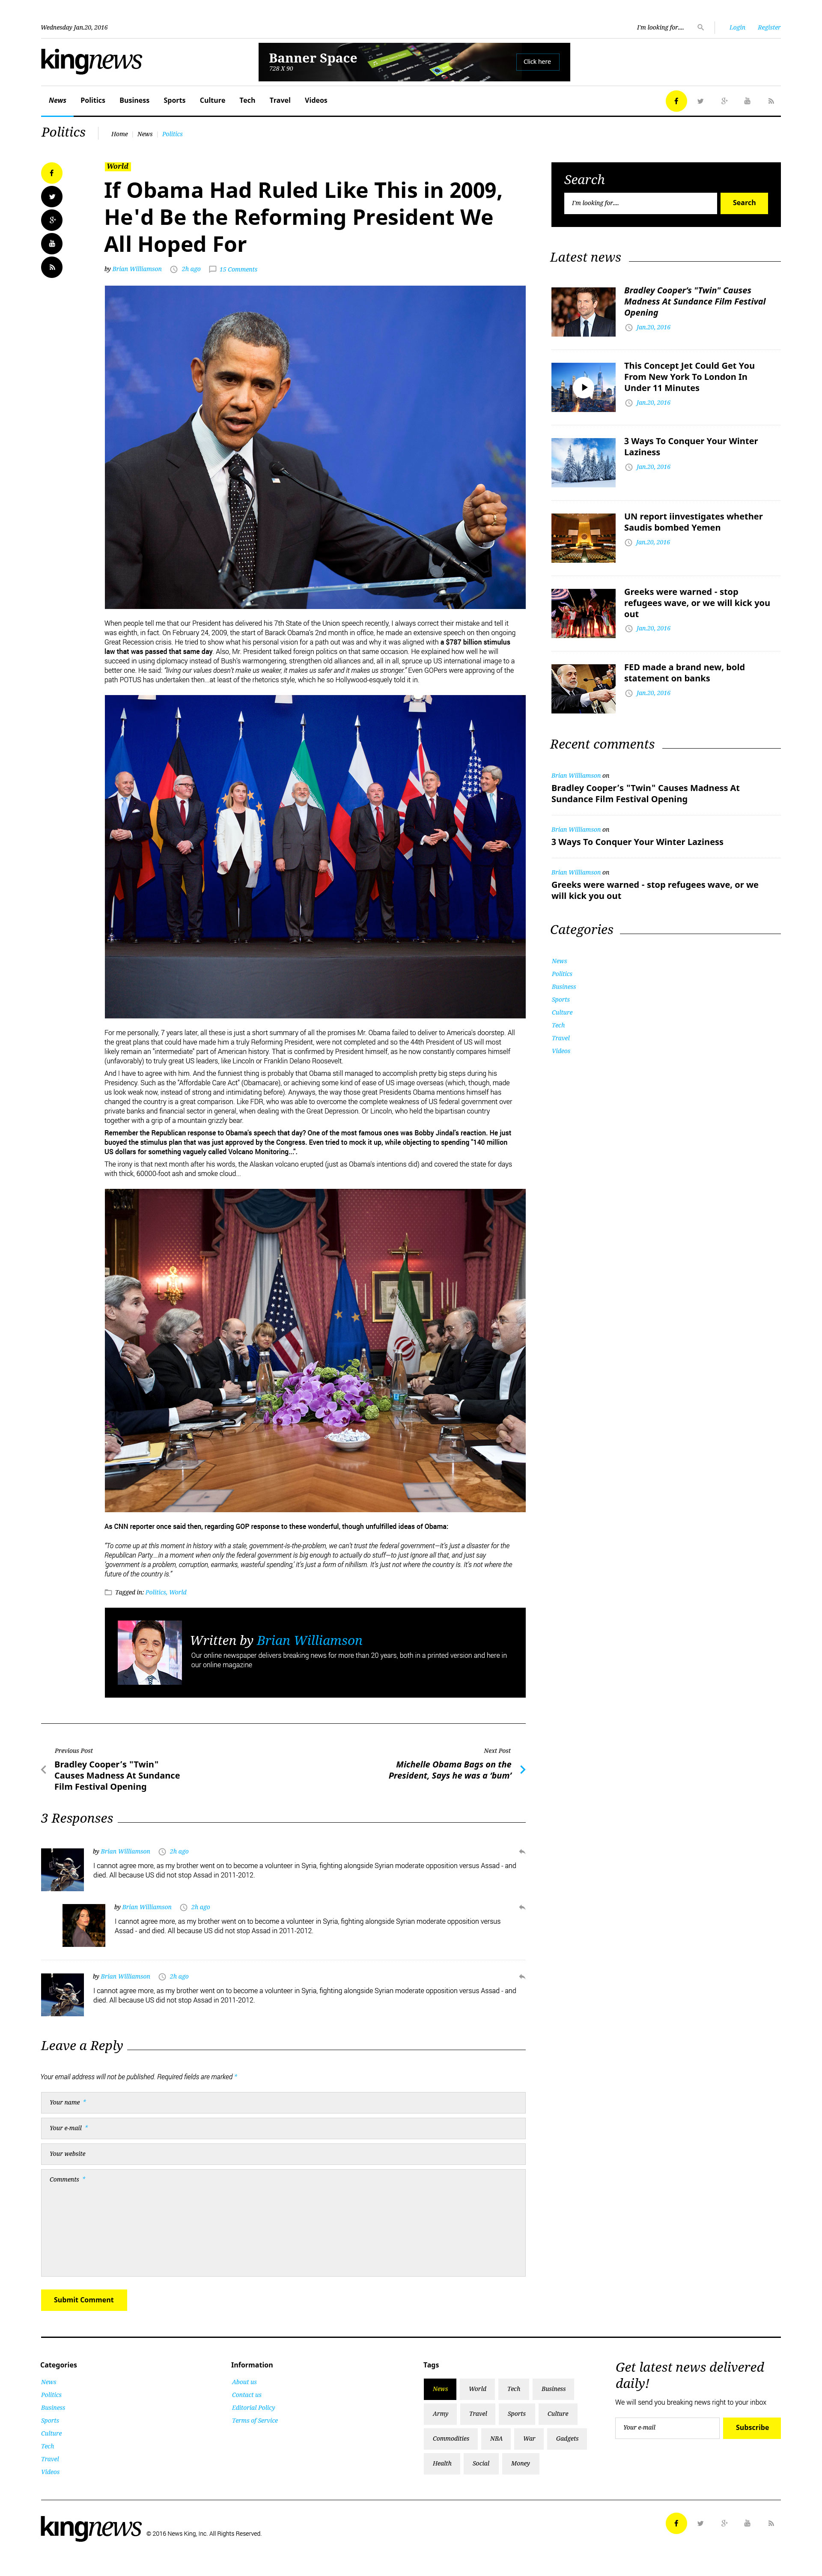 Wednesday Jan.20, 2016
I'm looking for....
Login
Register
kingnews
Banner Space
728 X 90
Click here
News
Politics
Business
Sports
Culture
Tech
Travel
Videos
Politics
Home
News
Politics
World
If Obama Had Ruled Like This in 2009,
He'd Be the Reforming President We
All Hoped For
by Brian Williamson
2h ago
15 Comments
When people tell me that our President has delivered his 7th State of the Union speech recently, I always correct their mistake and tell it
was eighth, in fact. On February 24, 2009, the start of Barack Obama's 2nd month in office, he made an extensive speech on then ongoing
Great Recession crisis. He tried to show what his personal vision for a path out was and why it was aligned with a $787 billion stimulus
law that was passed that same day. Also, Mr. President talked foreign politics on that occasion. He explained how well he will
succeed in using diplomacy instead of Bush's warmongering, strengthen old alliances and, all in all, spruce up US international image to a
better one. He said: "living our values doesn't make us weaker, it makes us safer and it makes us stronger." Even GOPers were approving of the
path POTUS has undertaken then...at least of the rhetorics style, which he so Hollywood-esquely told it in.
For me personally, 7 years later, all these is just a short summary of all the promises Mr. Obama failed to deliver to America's doorstep. All
the great plans that could have made him a truly Reforming President, were not completed and so the 44th President of US will most
likely remain an "intermediate" part of American history. That is confirmed by President himself, as he now constantly compares himself
(unfavorably) to truly great US leaders, like Lincoln or Franklin Delano Roosevelt.
And I have to agree with him. And the funniest thing is probably that Obama still managed to accomplish pretty big steps during his
Presidency. Such as the "Affordable Care Act" (Obamacare), or achieving some kind of ease of US image overseas (which, though, made
us look weak now, instead of strong and intimidating before). Anyways, the way those great Presidents Obama mentions himself has
changed the country is a great comparison. Like FDR, who was able to overcome the complete weakness of US federal government over
private banks and financial sector in general, when dealing with the Great Depression. Or Lincoln, who held the bipartisan country
together with a grip of a mountain grizzly bear.
Remember the Republican response to Obama's speech that day? One of the most famous ones was Bobby Jindal's reaction. He just
buoyed the stimulus plan that was just approved by the Congress. Even tried to mock it up, while objecting to spending "140 million
US dollars for something vaguely called Volcano Monitoring...".
The irony is that next month after his words, the Alaskan volcano erupted (just as Obama's intentions did) and covered the state for days
with thick, 60000-foot ash and smoke cloud...
As CNN reporter once said then, regarding GOP response to these wonderful, though unfulfilled ideas of Obama:
"To come up at this moment in history with a stale, government-is-the-problem, we can't trust the federal government—it's just a disaster for the
Republican Party...in a moment when only the federal government is big enough to actually do stuff—to just ignore all that, and just say
'government is a problem, corruption, earmarks, wasteful spending,' it's just a form of nihilism. It's just not where the country is. It's not where the
future of the country is."
Tagged in: Politics, World
Written by Brian Williamson
Our online newspaper delivers breaking news for more than 20 years, both in a printed version and here in
our online magazine
Previous Post
Bradley Cooper's "Twin"
Causes Madness At Sundance
Film Festival Opening
Next Post
Michelle Obama Bags on the
President, Says he was a 'bum'
3 Responses
by Brian Williamson
2h ago
I cannot agree more, as my brother went on to become a volunteer in Syria, fighting alongside Syrian moderate opposition versus Assad - and
died. All because US did not stop Assad in 2011-2012.
by Brian Williamson
2h ago
I cannot agree more, as my brother went on to become a volunteer in Syria, fighting alongside Syrian moderate opposition versus
Assad - and died. All because US did not stop Assad in 2011-2012.
by Brian Williamson
2h ago
I cannot agree more, as my brother went on to become a volunteer in Syria, fighting alongside Syrian moderate opposition versus Assad - and
died. All because US did not stop Assad in 2011-2012.
Leave a Reply
Your email address will not be published. Required fields are marked *
Your name *
Your e-mail *
Your website
Comments *
Submit Comment
Search
I'm looking for....
Search
Latest news
Bradley Cooper's "Twin" Causes
Madness At Sundance Film Festival
Opening
Jan.20, 2016
This Concept Jet Could Get You
From New York To London In
Under 11 Minutes
Jan.20, 2016
3 Ways To Conquer Your Winter
Laziness
Jan.20, 2016
UN report iinvestigates whether
Saudis bombed Yemen
Jan.20, 2016
Greeks were warned - stop
refugees wave, or we will kick you
out
Jan.20, 2016
FED made a brand new, bold
statement on banks
Jan.20, 2016
Recent comments
Brian Williamson on
Bradley Cooper's "Twin" Causes Madness At
Sundance Film Festival Opening
Brian Williamson on
3 Ways To Conquer Your Winter Laziness
Brian Williamson on
Greeks were warned - stop refugees wave, or we
will kick you out
Categories
News
Politics
Business
Sports
Culture
Tech
Travel
Videos
Categories
News
Politics
Business
Sports
Culture
Tech
Travel
Videos
Information
About us
Contact us
Editorial Policy
Terms of Service
Tags
News
World
Tech
Business
Army
Travel
Sports
Culture
Commodities
NBA
War
Gadgets
Health
Social
Money
Get latest news delivered
daily!
We will send you breaking news right to your inbox
Your e-mail
Subscribe
kingnews
© 2016 News King, Inc. All Rights Reserved.